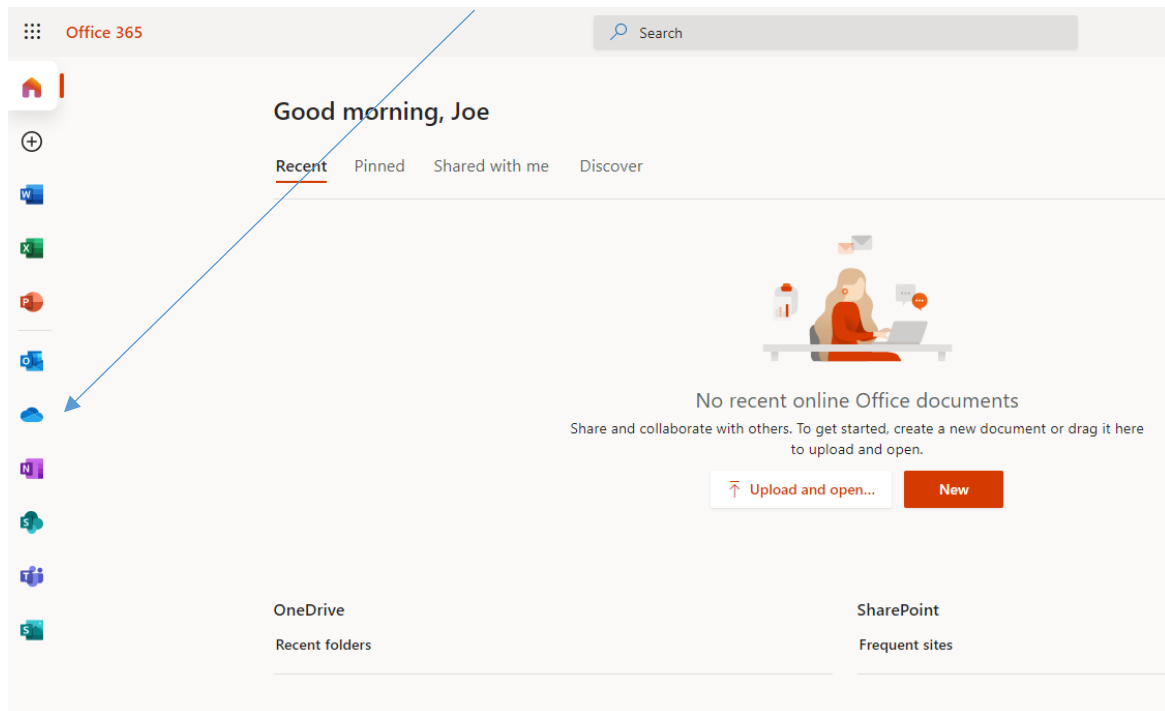 Office 365
Search
Good morning, Joe
Recent Pinned Shared with me Discover
No recent online Office documents
Share and collaborate with others. To get started, create a new document or drag it here
to upload and open.
Upload and open... New
OneDrive SharePoint
Recent folders Frequent sites
W
X
P
O
N
S
T
S